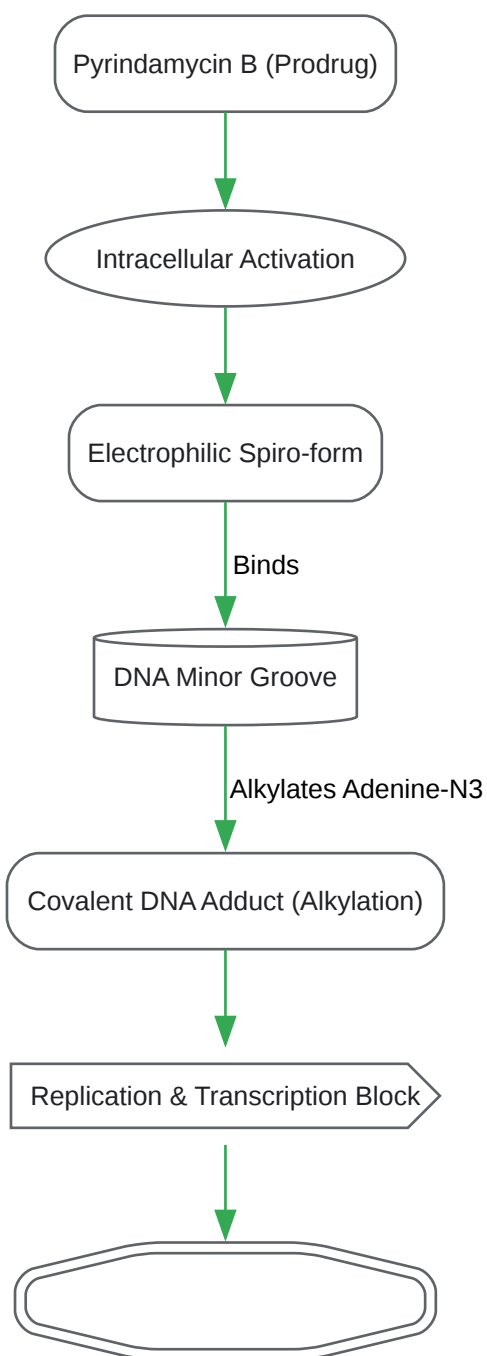 Pyrindamycin B (Prodrug)
Intracellular Activation
Electrophilic Spiro-form
Binds
DNA Minor Groove
Alkylates Adenine-N3
Covalent DNA Adduct (Alkylation)
Replication & Transcription Block